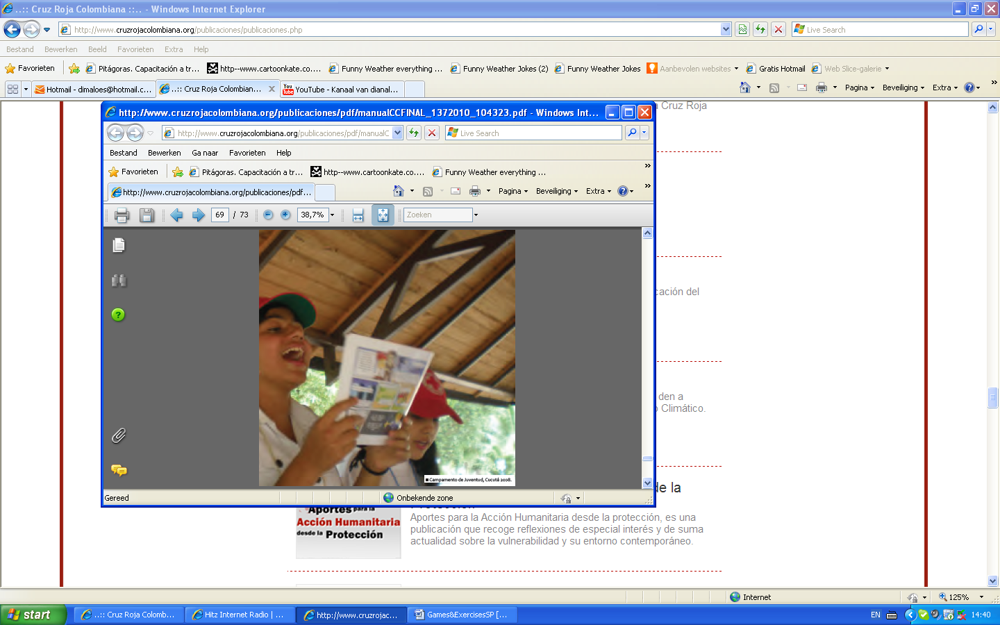 ..:: Cruz Roja Colombiana ::.. - Windows Internet Explorer
http://www.cruzrojacolombiana.org/publicaciones/publicaciones.php
Live Search
Bestand Bewerken Beeld Favorieten Extra Help
Favorieten Pitágoras. Capacitación a tr... http--www.cartoonkate.co.... Funny Weather everything ... Funny Weather Jokes (2) Funny Weather Jokes Aanbevolen websites Gratis Hotmail Web Slice-galerie
Hotmail - dimaloes@hotmail.c... ..:: Cruz Roja Colombian... YouTube - Kanaal van dianal... Pagina Beveiliging Extra
a Cruz Roja
http://www.cruzrojacolombiana.org/publicaciones/pdf/manualCCFINAL_1372010_104323.pdf - Windows Int...
http://www.cruzrojacolombiana.org/publicaciones/pdf/manualC
Live Search
Bestand Bewerken Ga naar Favorieten Help
Favorieten Pitágoras. Capacitación a tr... http--www.cartoonkate.co.... Funny Weather everything ...
http://www.cruzrojacolombiana.org/publicaciones/pdf... Pagina Beveiliging Extra
69 / 73 38,7% Zoeken
cación del
den a
o Climático.
Campamento de Juventud, Cucutá 2008.
de la
Gereed Onbekende zone
Protección
Aportes para la
Acción Humanitaria
desde la Protección
Aportes para la Acción Humanitaria desde la protección, es una
publicación que recoge reflexiones de especial interés y de suma
actualidad sobre la vulnerabilidad y su entorno contemporáneo.
Internet 125%
start ..:: Cruz Roja Colomb... Hitz Internet Radio | ... http://www.cruzrojac... Games&ExercisesSP [... EN 14:40